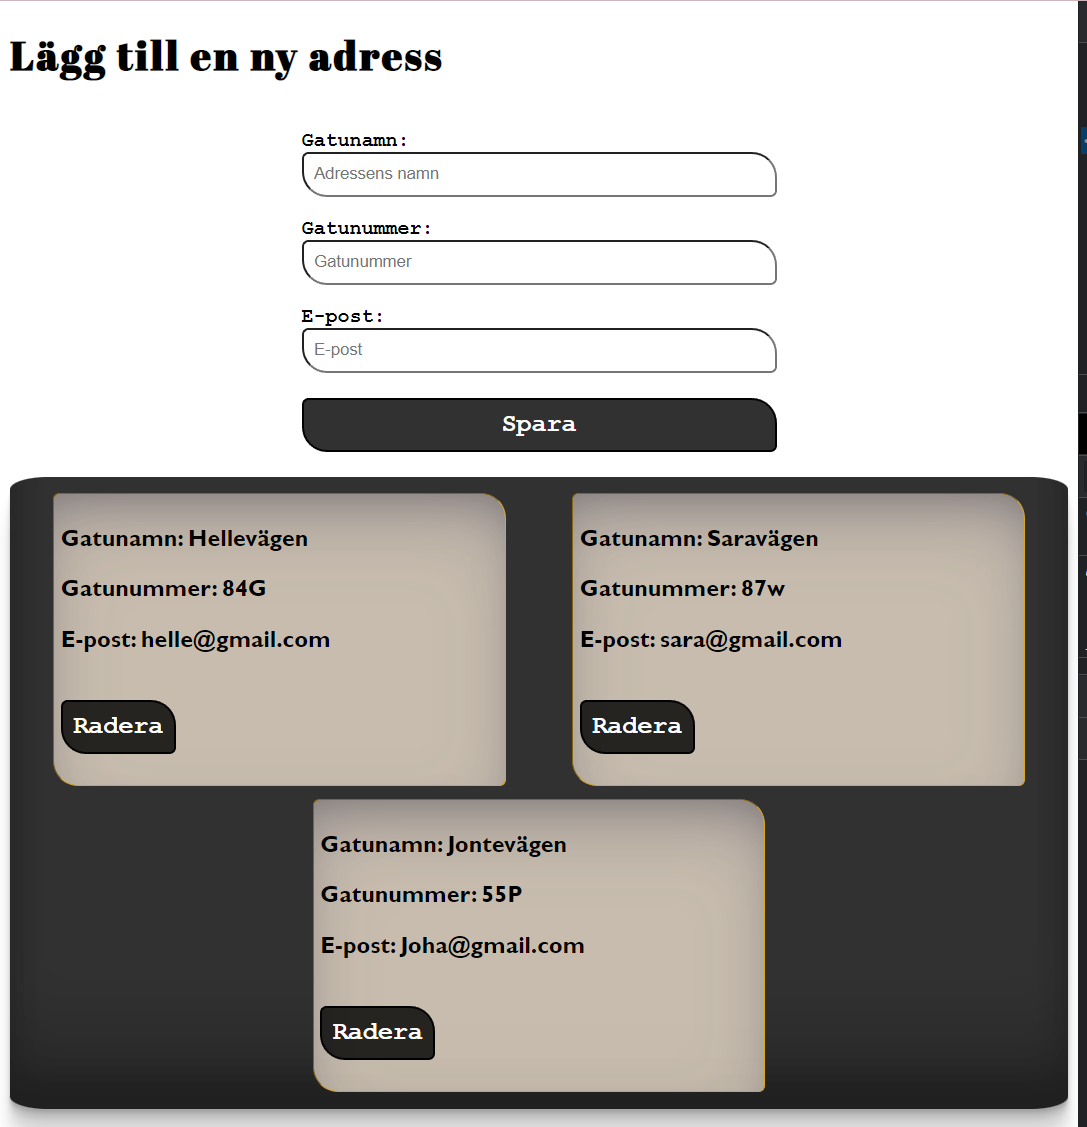 Lägg till en ny adress
Gatunamn:
Adressens namn
Gatunummer:
Gatunummer
E-post:
E-post
Spara
Gatunamn: Hellevägen
Gatunummer: 84G
E-post: helle@gmail.com
Radera
Gatunamn: Saravägen
Gatunummer: 87w
E-post: sara@gmail.com
Radera
Gatunamn: Jontevägen
Gatunummer: 55P
E-post: Joha@gmail.com
Radera